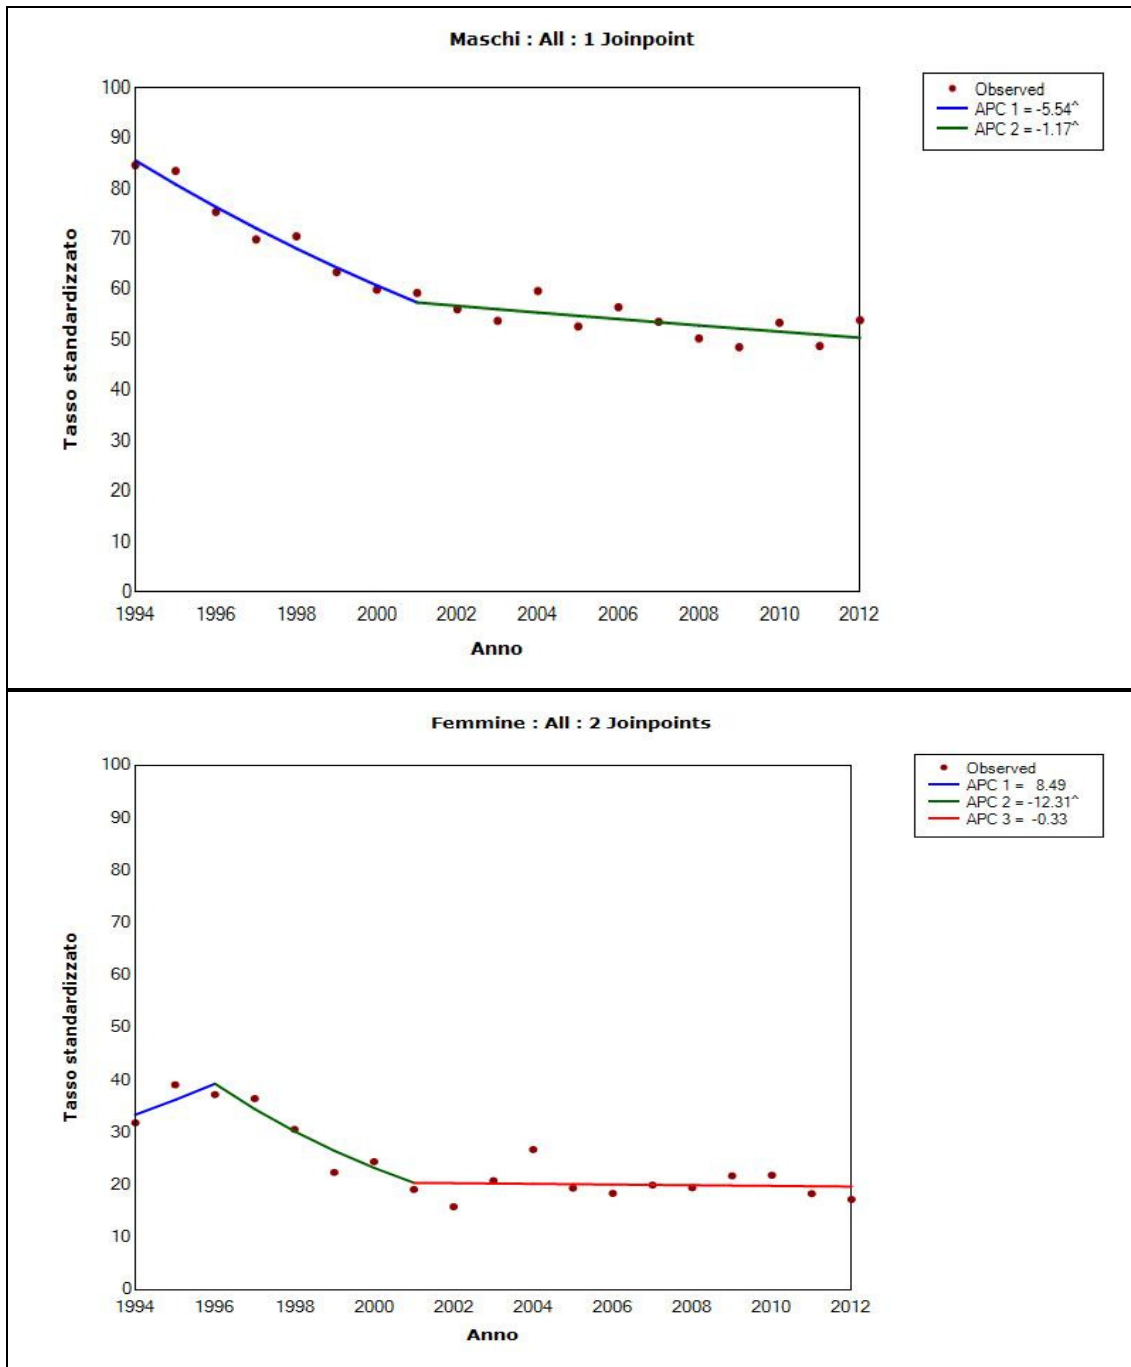 Maschi : All : 1 Joinpoint
Observed
APC 1 = -5.54^
APC 2 = -1.17^
Tasso standardizzato
100
90
80
70
60
50
40
30
20
10
0
1994 1996 1998 2000 2002 2004 2006 2008 2010 2012
Anno
Femmine : All : 2 Joinpoints
Observed
APC 1 = 8.49
APC 2 = -12.31^
APC 3 = -0.33
Tasso standardizzato
100
90
80
70
60
50
40
30
20
10
0
1994 1996 1998 2000 2002 2004 2006 2008 2010 2012
Anno